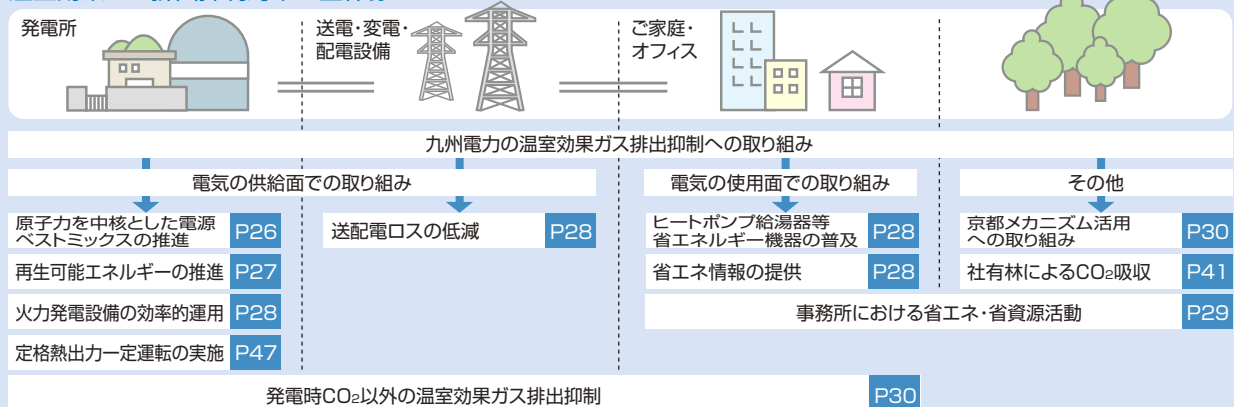 発電所
送電・変電・
配電設備
ご家庭・
オフィス
九州電力の温室効果ガス排出抑制への取り組み
電気の供給面での取り組み
電気の使用面での取り組み
その他
原子力を中核とした電源
ベストミックスの推進
P26
送配電ロスの低減
P28
ヒートポンプ給湯器等
省エネルギー機器の普及
P28
京都メカニズム活用
への取り組み
P30
再生可能エネルギーの推進
P27
省エネ情報の提供
P28
社有林によるCO₂吸収
P41
火力発電設備の効率的運用
P28
事務所における省エネ・省資源活動
P29
定格熱出力一定運転の実施
P47
発電時CO₂以外の温室効果ガス排出抑制
P30